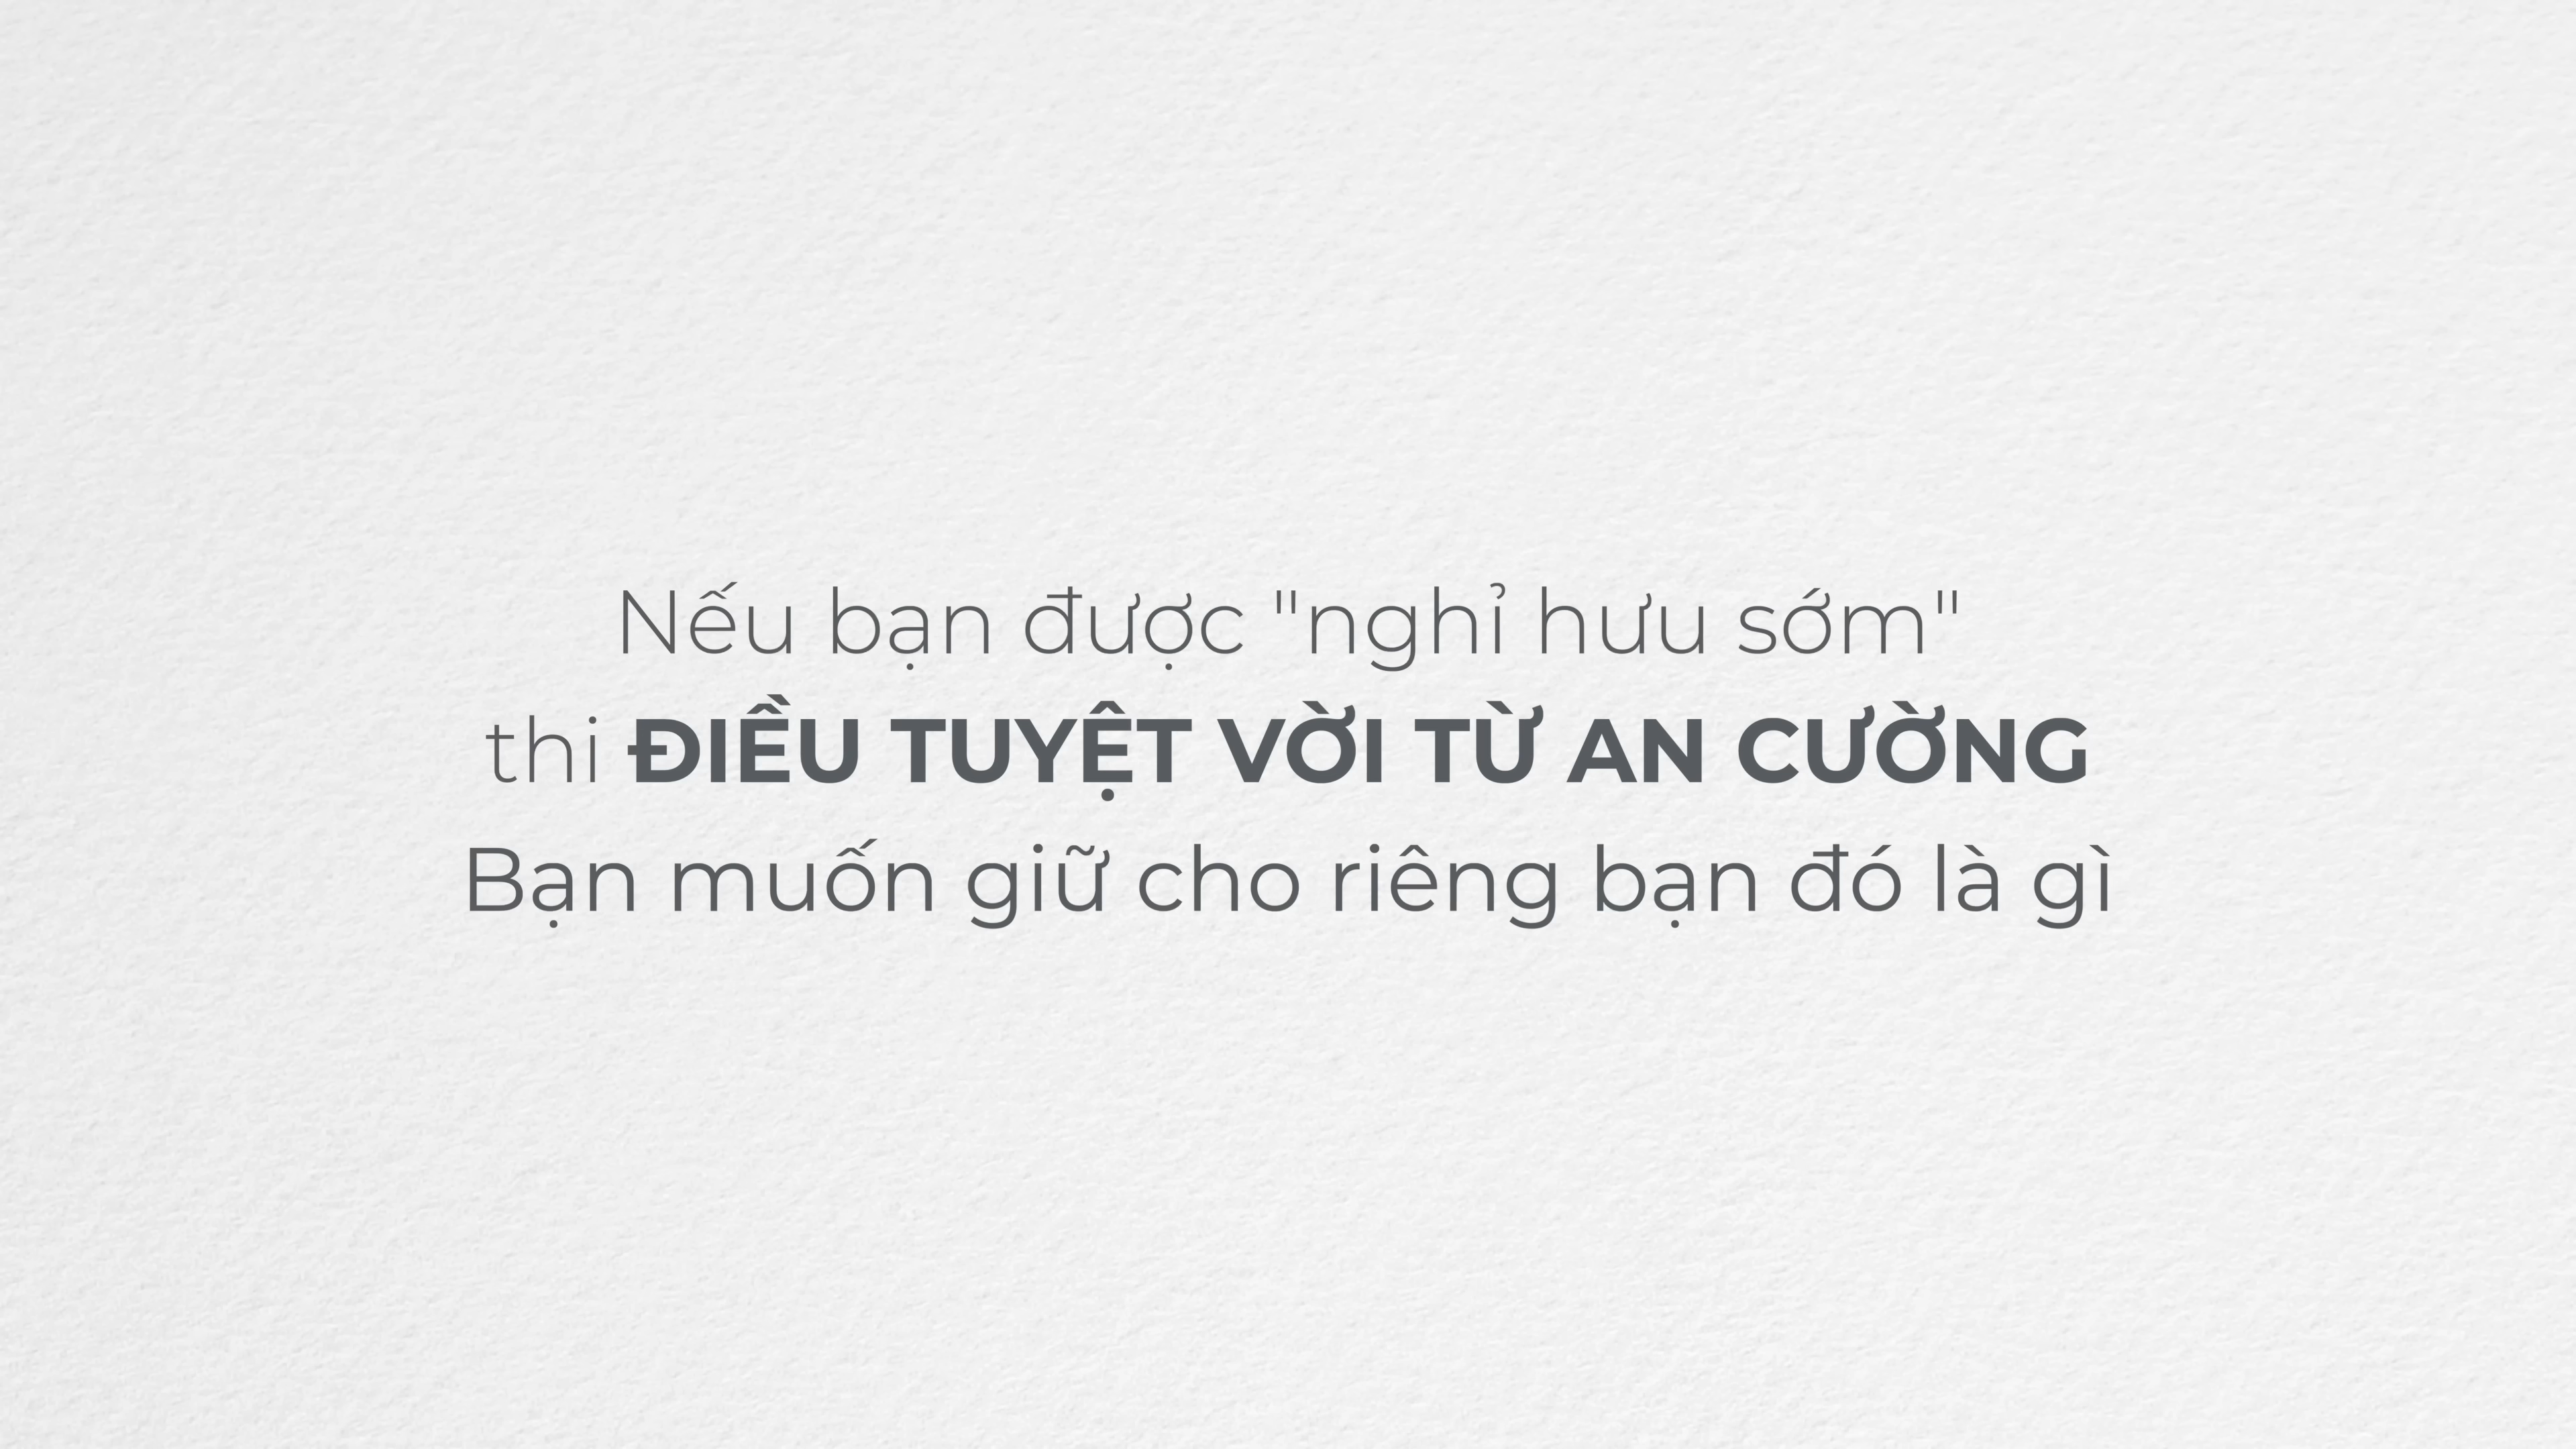 Nếu bạn được "nghỉ hưu sớm"
thi ĐIỀU TUYỆT VỜI TỪ AN CƯỜNG
Bạn muốn giữ cho riêng bạn đó là gì